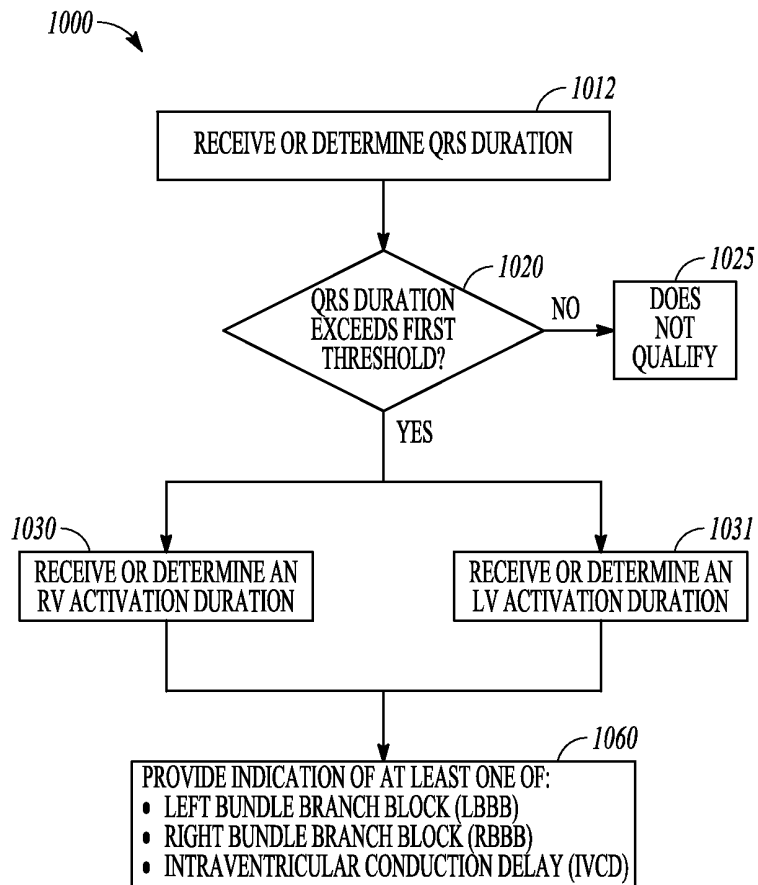 1000
1012
RECEIVE OR DETERMINE QRS DURATION
1020
QRS DURATION
EXCEEDS FIRST
THRESHOLD?
NO
1025
DOES
NOT
QUALIFY
YES
1030
RECEIVE OR DETERMINE AN
RV ACTIVATION DURATION
1031
RECEIVE OR DETERMINE AN
LV ACTIVATION DURATION
1060
PROVIDE INDICATION OF AT LEAST ONE OF:
• LEFT BUNDLE BRANCH BLOCK (LBBB)
• RIGHT BUNDLE BRANCH BLOCK (RBBB)
• INTRAVENTRICULAR CONDUCTION DELAY (IVCD)